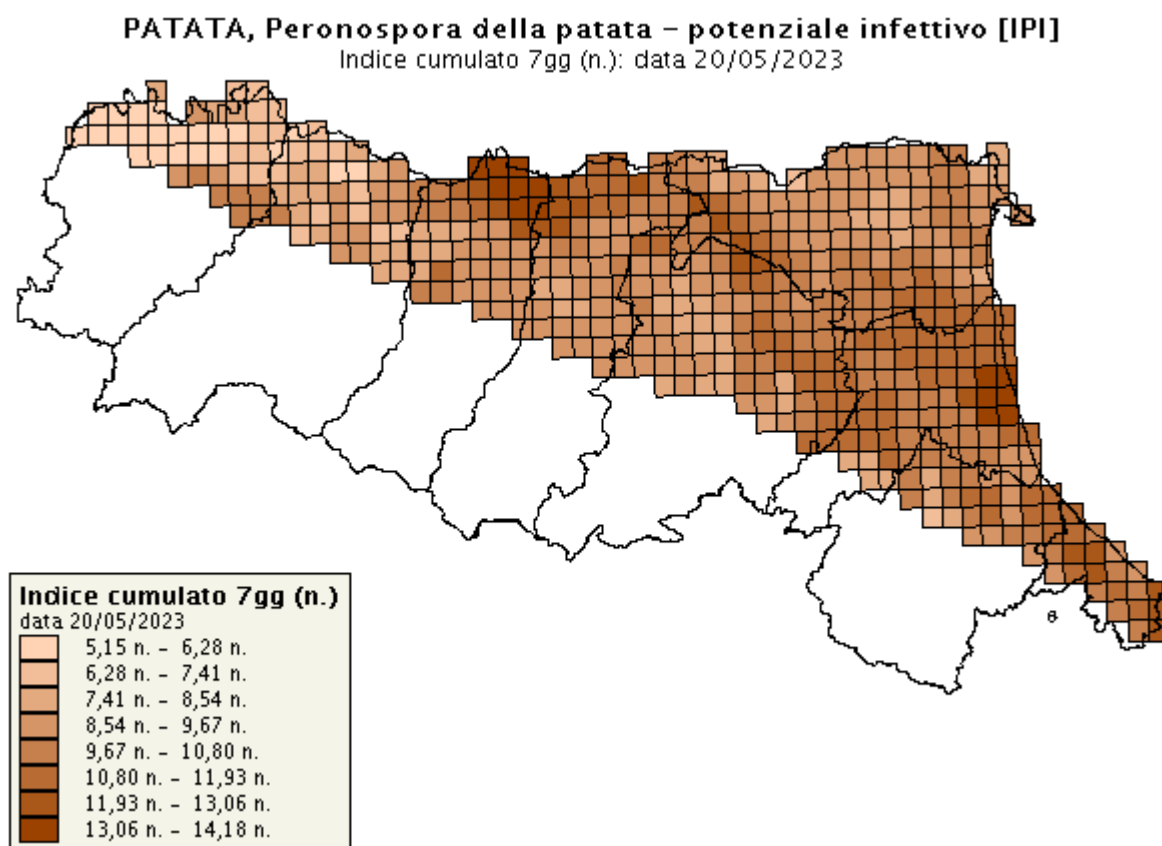 PATATA, Peronospora della patata – potenziale infettivo [IPI]
Indice cumulato 7gg (n.): data 20/05/2023
Indice cumulato 7gg (n.)
data 20/05/2023
5,15 n. – 6,28 n.
6,28 n. – 7,41 n.
7,41 n. – 8,54 n.
8,54 n. – 9,67 n.
9,67 n. – 10,80 n.
10,80 n. – 11,93 n.
11,93 n. – 13,06 n.
13,06 n. – 14,18 n.